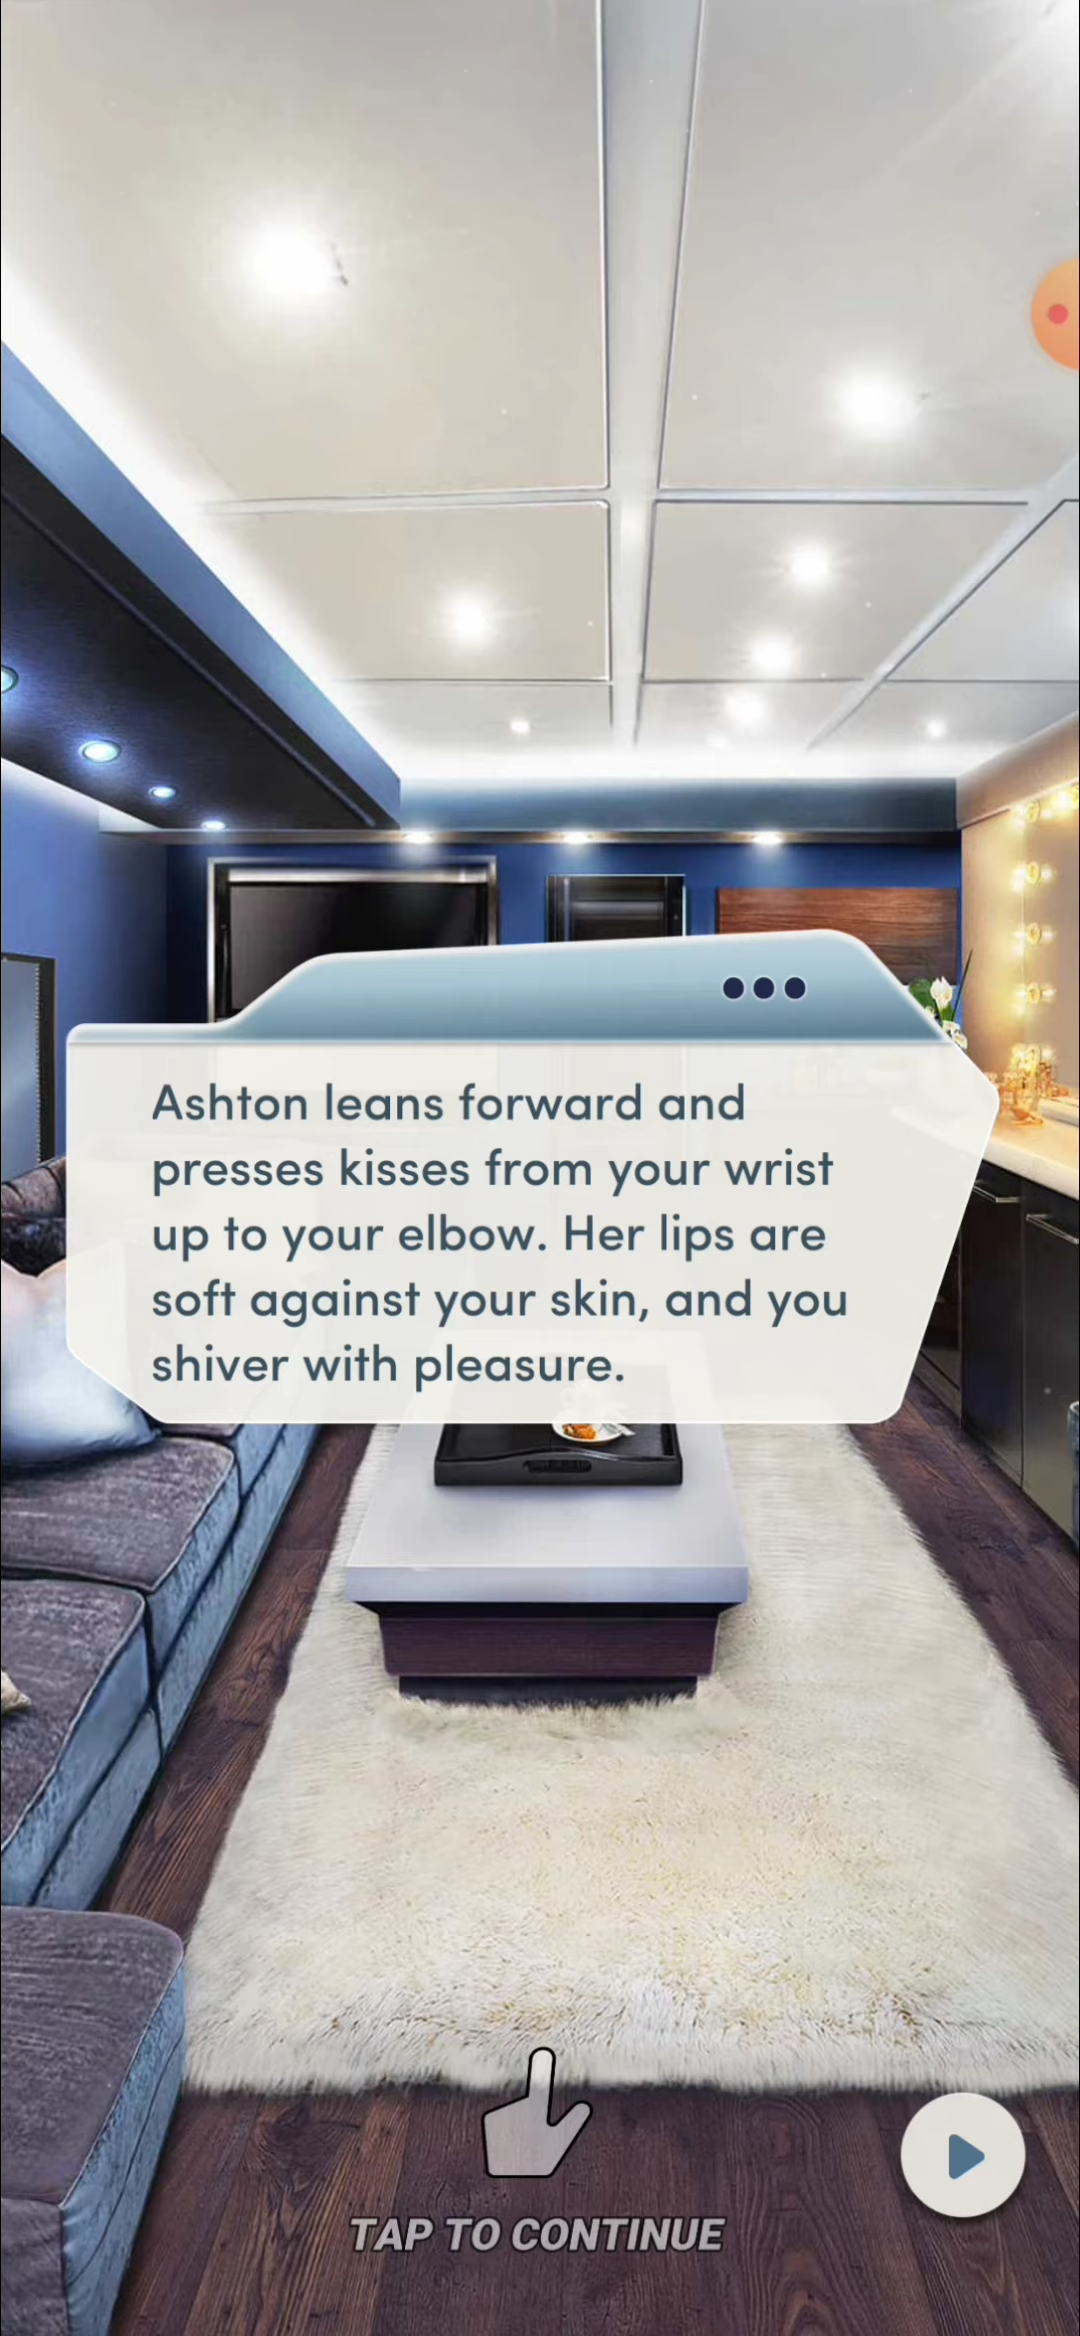 Ashton leans forward and
presses kisses from your wrist
up to your elbow. Her lips are
soft against your skin, and you
shiver with pleasure.
TAP TO CONTINUE